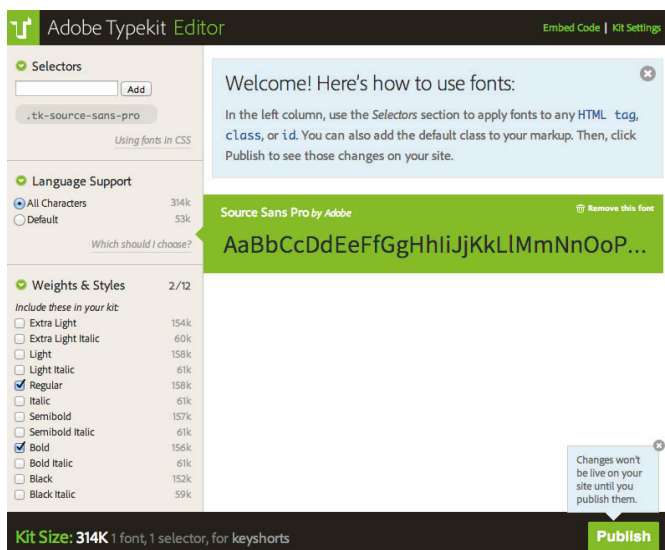 Adobe Typekit Editor
Embed Code | Kit Settings
Selectors
Add
.tk-source-sans-pro
Using fonts in CSS
Language Support
All Characters 314k
Default 53k
Which should I choose?
Weights & Styles 2/12
Include these in your kit:
Extra Light 154k
Extra Light Italic 60k
Light 158k
Light Italic 61k
Regular 158k
Italic 61k
Semibold 157k
Semibold Italic 61k
Bold 156k
Bold Italic 61k
Black 152k
Black Italic 59k
Welcome! Here's how to use fonts:
In the left column, use the Selectors section to apply fonts to any HTML tag,
class, or id. You can also add the default class to your markup. Then, click
Publish to see those changes on your site.
Source Sans Pro by Adobe
Remove this font
AaBbCcDdEeFfGgHhIiJjKkLlMmNnOoP...
Changes won't
be live on your
site until you
publish them.
Kit Size: 314K 1 font, 1 selector, for keyshorts
Publish